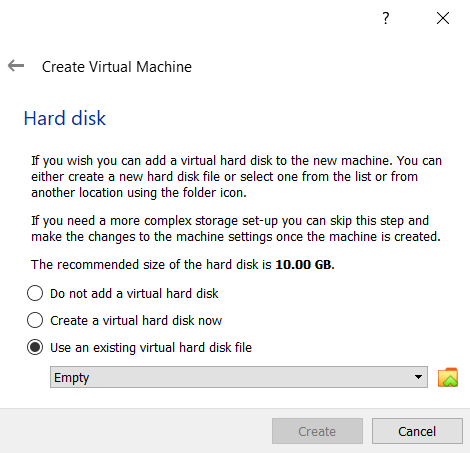 ?
Create Virtual Machine
Hard disk
If you wish you can add a virtual hard disk to the new machine. You can
either create a new hard disk file or select one from the list or from
another location using the folder icon.
If you need a more complex storage set-up you can skip this step and
make the changes to the machine settings once the machine is created.
The recommended size of the hard disk is 10.00 GB.
Do not add a virtual hard disk
Create a virtual hard disk now
Use an existing virtual hard disk file
Empty
Create Cancel